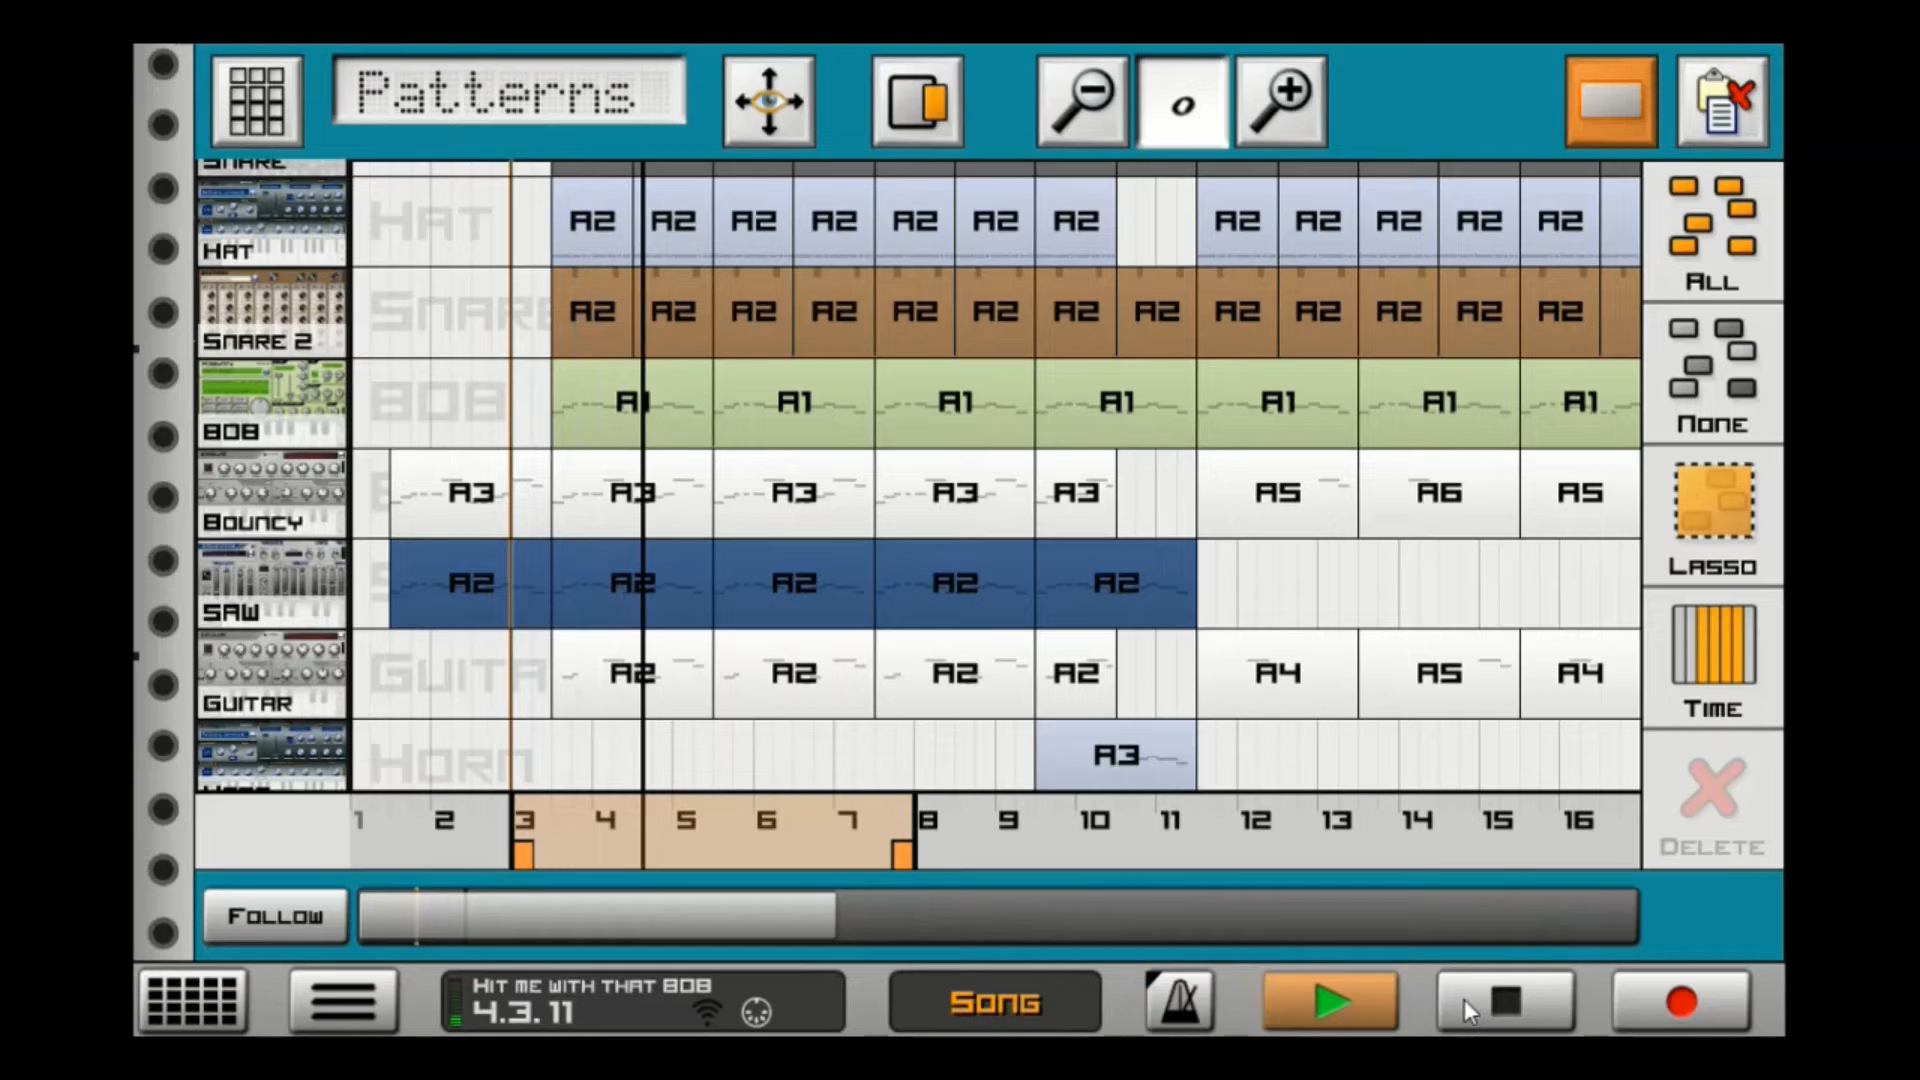 Patterns
SNARE
HAT
HAT A2 A2 A2 A2 A2 A2 A2 A2 A2 A2 A2 A2
SNARE 2
SNARE A2 A2 A2 A2 A2 A2 A2 A2 A2 A2 A2 A2 A2
808
808 A1 A1 A1 A1 A1 A1 A1
BOUNCY
A3 A3 A3 A3 A3 A5 A6 A5
SAW
A2 A2 A2 A2 A2
GUITAR
GUITA A2 A2 A2 A2 A4 A5 A4
HORN A3
1 2 3 4 5 6 7 8 9 10 11 12 13 14 15 16
ALL
NONE
LASSO
TIME
DELETE
FOLLOW
HIT ME WITH THAT 808
4.3.11
SONG